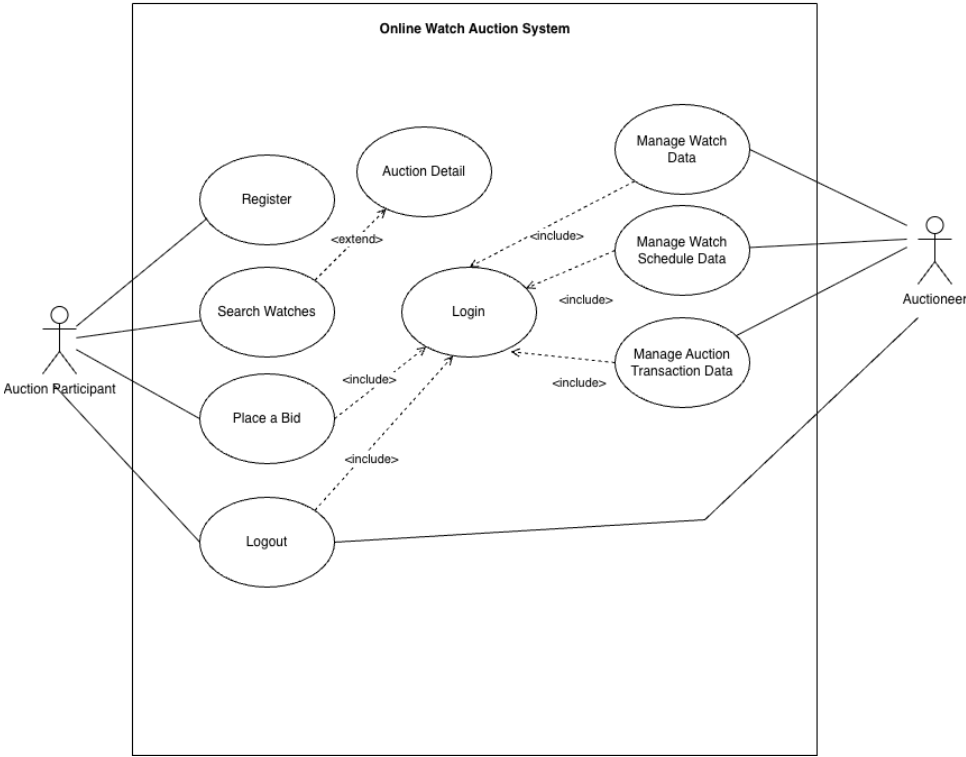 Online Watch Auction System
Manage Watch
Data
Auction Detail
Register
<extend>
<include>
Manage Watch
Schedule Data
Auctioneer
<include>
Search Watches
Login
Manage Auction
Transaction Data
<include>
<include>
Auction Participant
Place a Bid
<include>
Logout